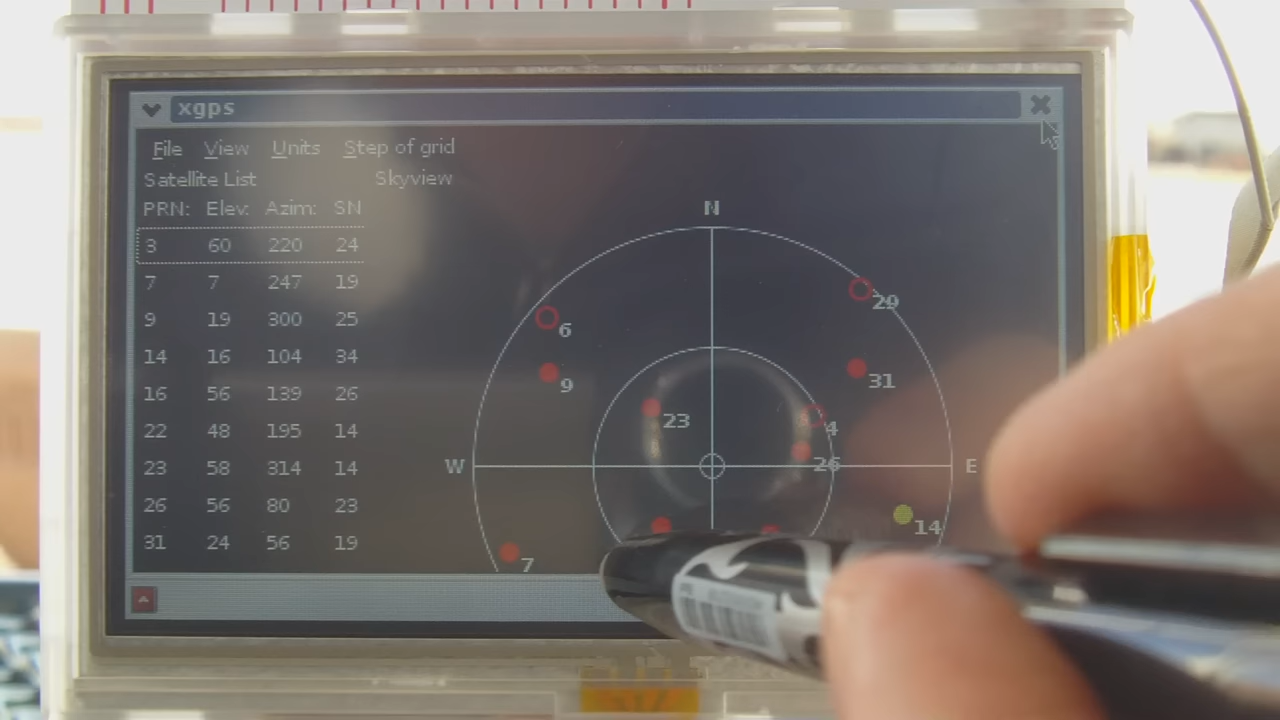 xgps
File View Units Step of grid
Satellite List Skyview
PRN: Elev: Azim: SN
3 60 220 24
7 7 247 19
9 19 300 25
14 16 104 34
16 56 139 26
22 48 195 14
23 58 314 14
26 56 80 23
31 24 56 19
N
29
6
31
9
23
4
W
26
E
14
7